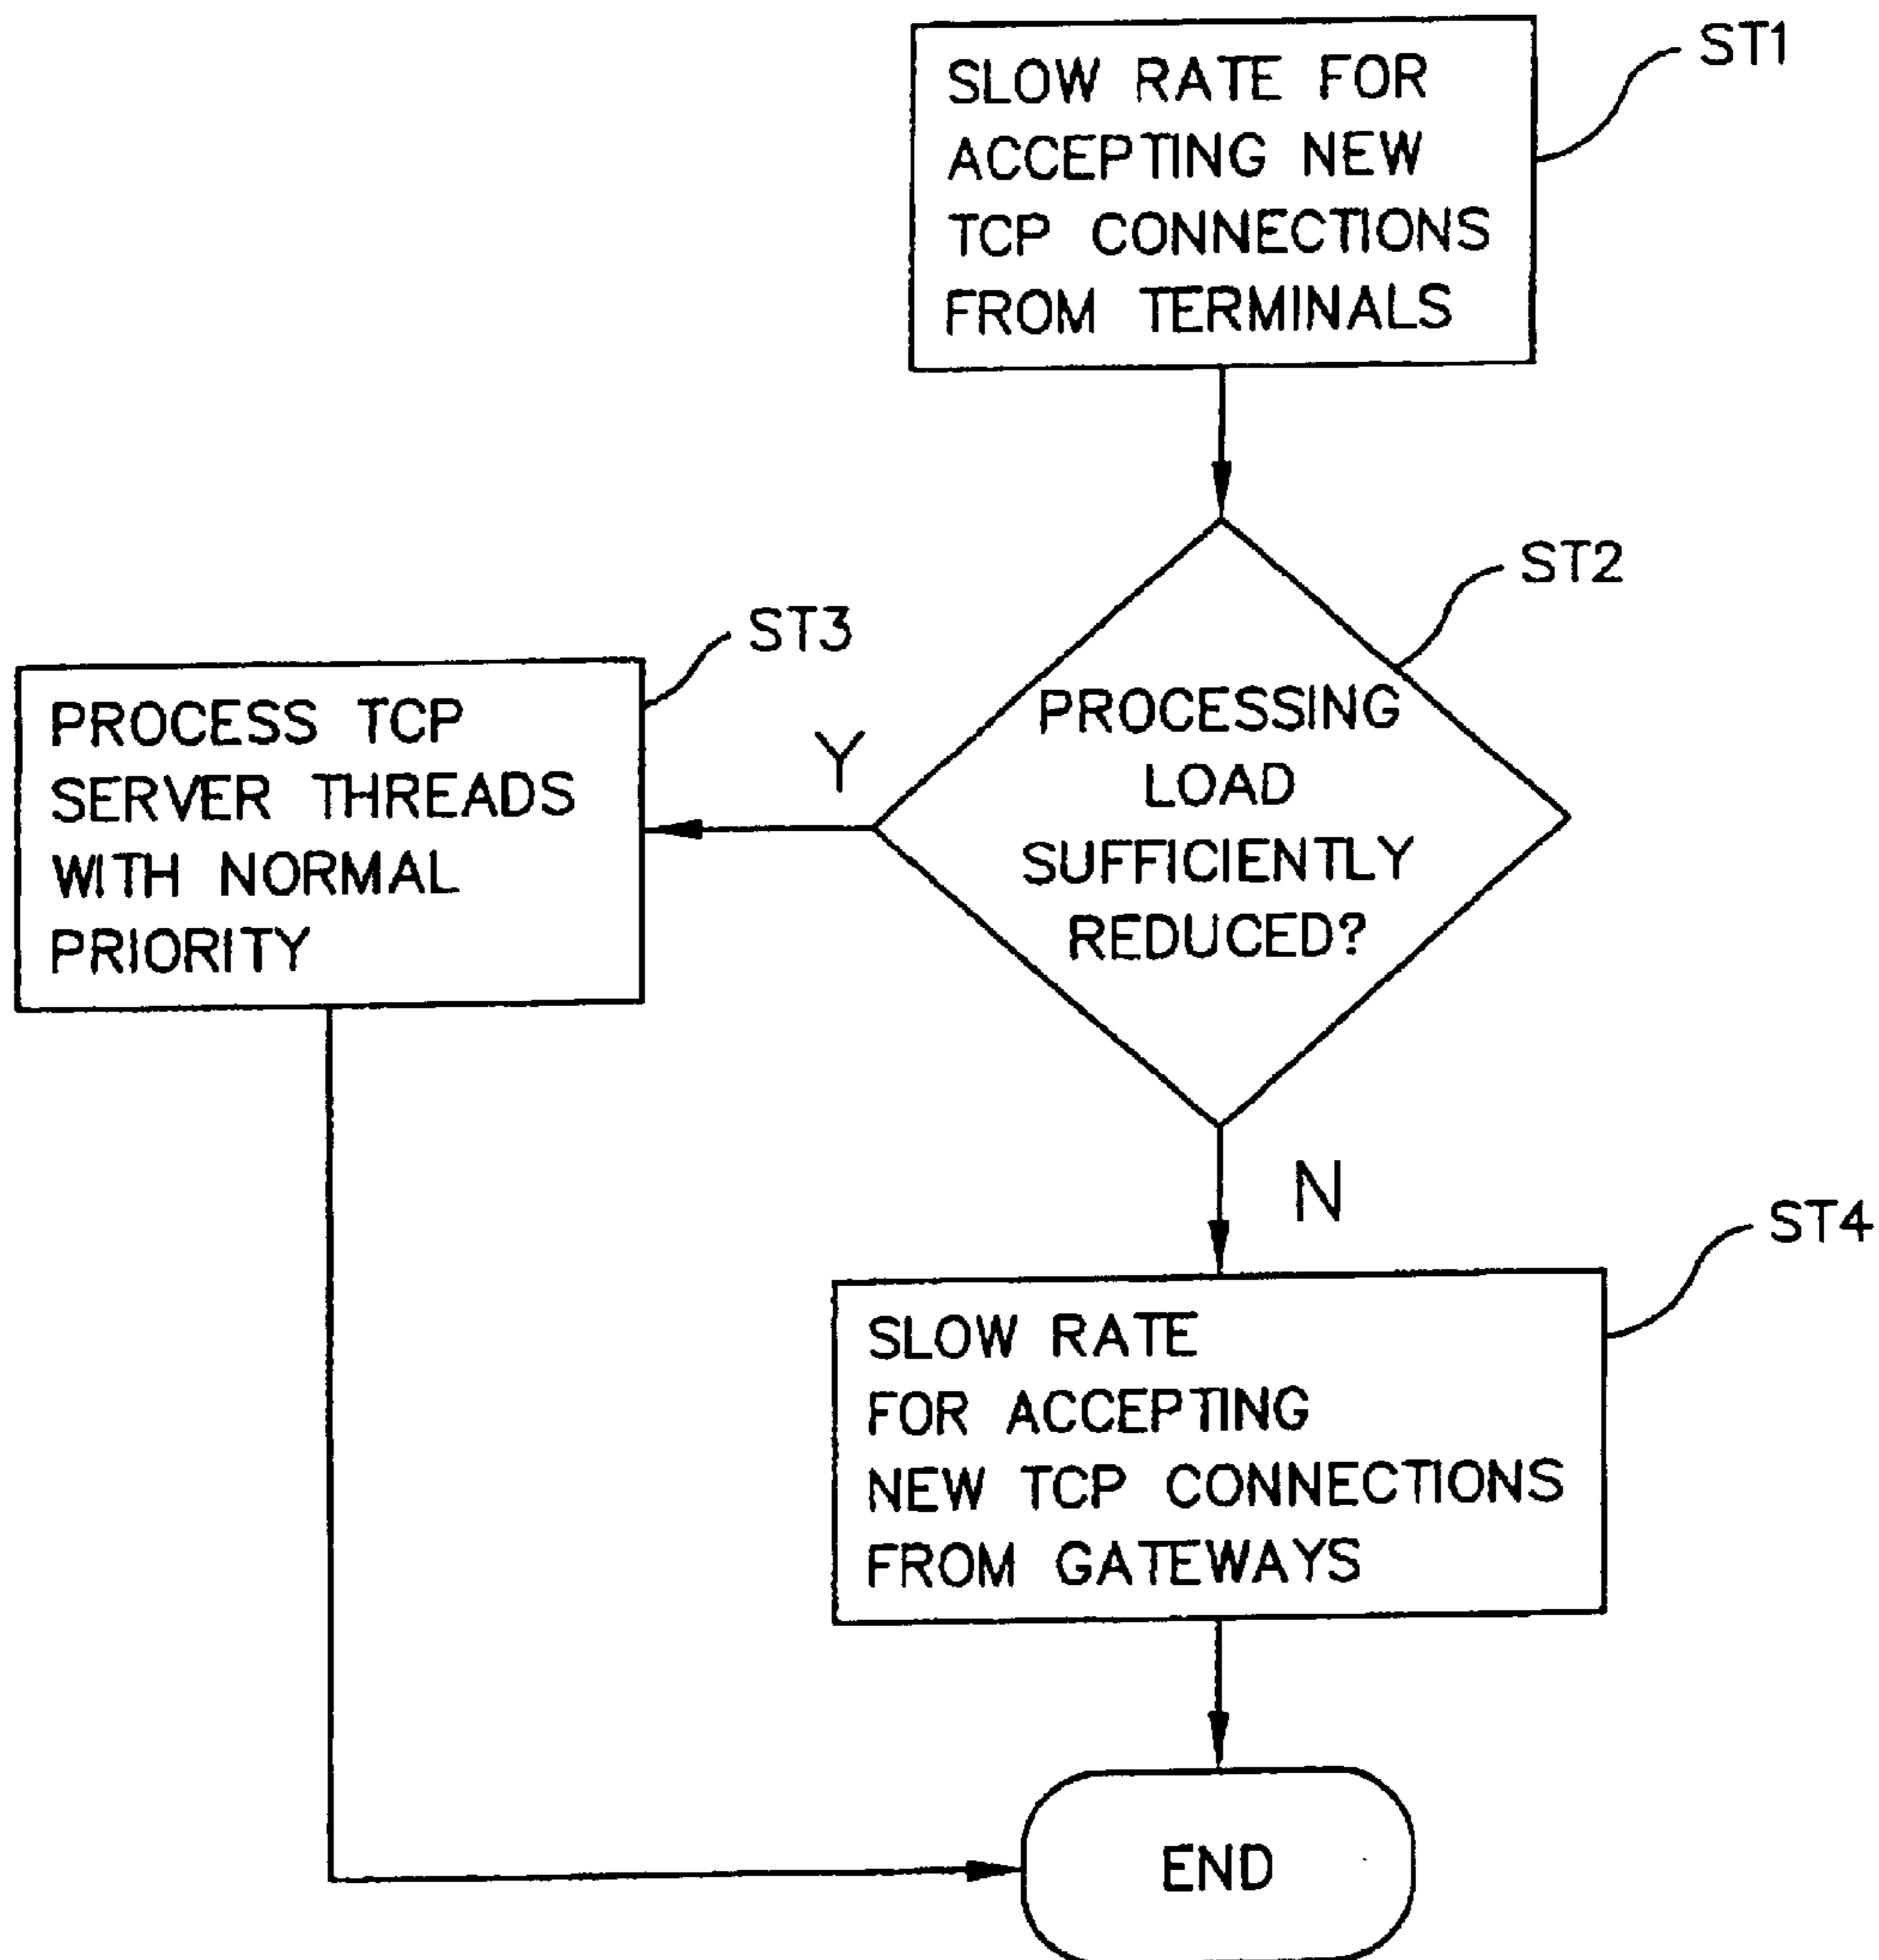 ST1
SLOW RATE FOR
ACCEPTING NEW
TCP CONNECTIONS
FROM TERMINALS
ST2
PROCESSING
LOAD
SUFFICIENTLY
REDUCED?
Y
ST3
PROCESS TCP
SERVER THREADS
WITH NORMAL
PRIORITY
N
ST4
SLOW RATE
FOR ACCEPTING
NEW TCP CONNECTIONS
FROM GATEWAYS
END